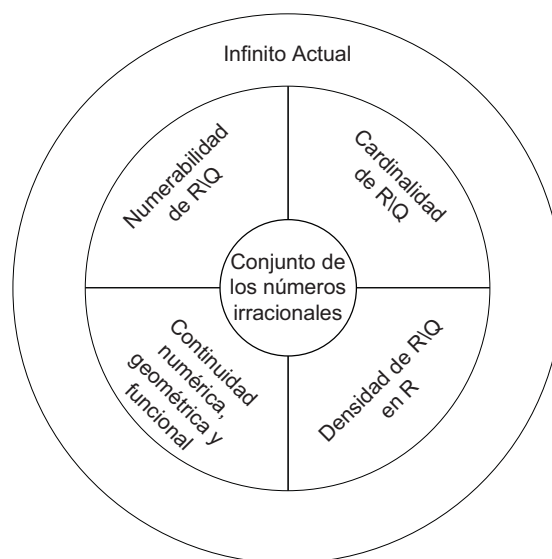 Infinito Actual
Numerabilidad
de R\Q
Cardinalidad
de R\Q
Conjunto de
los números
irracionales
Continuidad
numérica,
geométrica y
funcional
Densidad de R\Q
en R